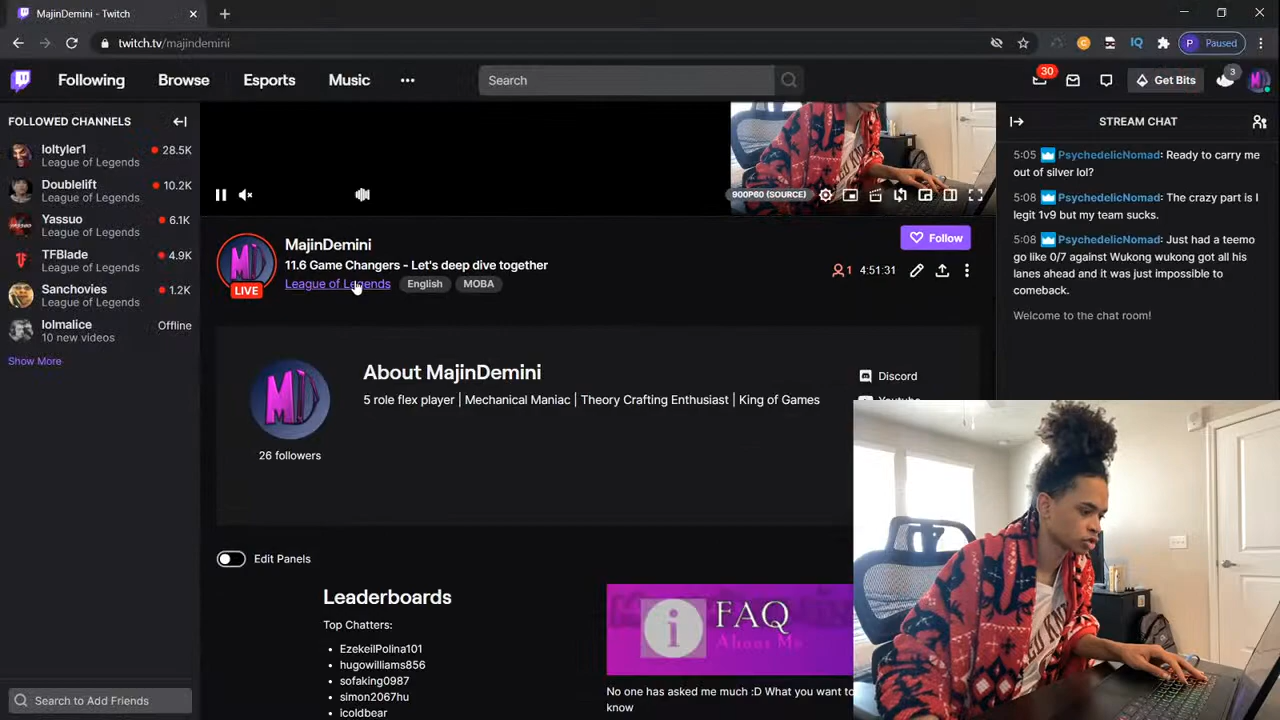 MajinDemini - Twitch
twitch.tv/majindemini
P Paused
Following
Browse
Esports
Music
Search
30
Get Bits
3
FOLLOWED CHANNELS
loltyler1
League of Legends
28.5K
Doublelift
League of Legends
10.2K
Yassuo
League of Legends
6.1K
TFBlade
League of Legends
4.9K
Sanchovies
League of Legends
1.2K
lolmalice
10 new videos
Offline
Show More
Search to Add Friends
900P60 (SOURCE)
MD
LIVE
MajinDemini
11.6 Game Changers - Let's deep dive together
League of Legends
English
MOBA
Follow
1
4:51:31
MD
26 followers
About MajinDemini
5 role flex player | Mechanical Maniac | Theory Crafting Enthusiast | King of Games
Discord
Youtube
Edit Panels
Leaderboards
Top Chatters:
EzekeilPolina101
hugowilliams856
sofaking0987
simon2067hu
icoldbear
i
FAQ
About Me
No one has asked me much :D What you want to
know
STREAM CHAT
5:05 PsychedelicNomad: Ready to carry me
out of silver lol?
5:08 PsychedelicNomad: The crazy part is I
legit 1v9 but my team sucks.
5:08 PsychedelicNomad: Just had a teemo
go like 0/7 against Wukong wukong got all his
lanes ahead and it was just impossible to
comeback.
Welcome to the chat room!